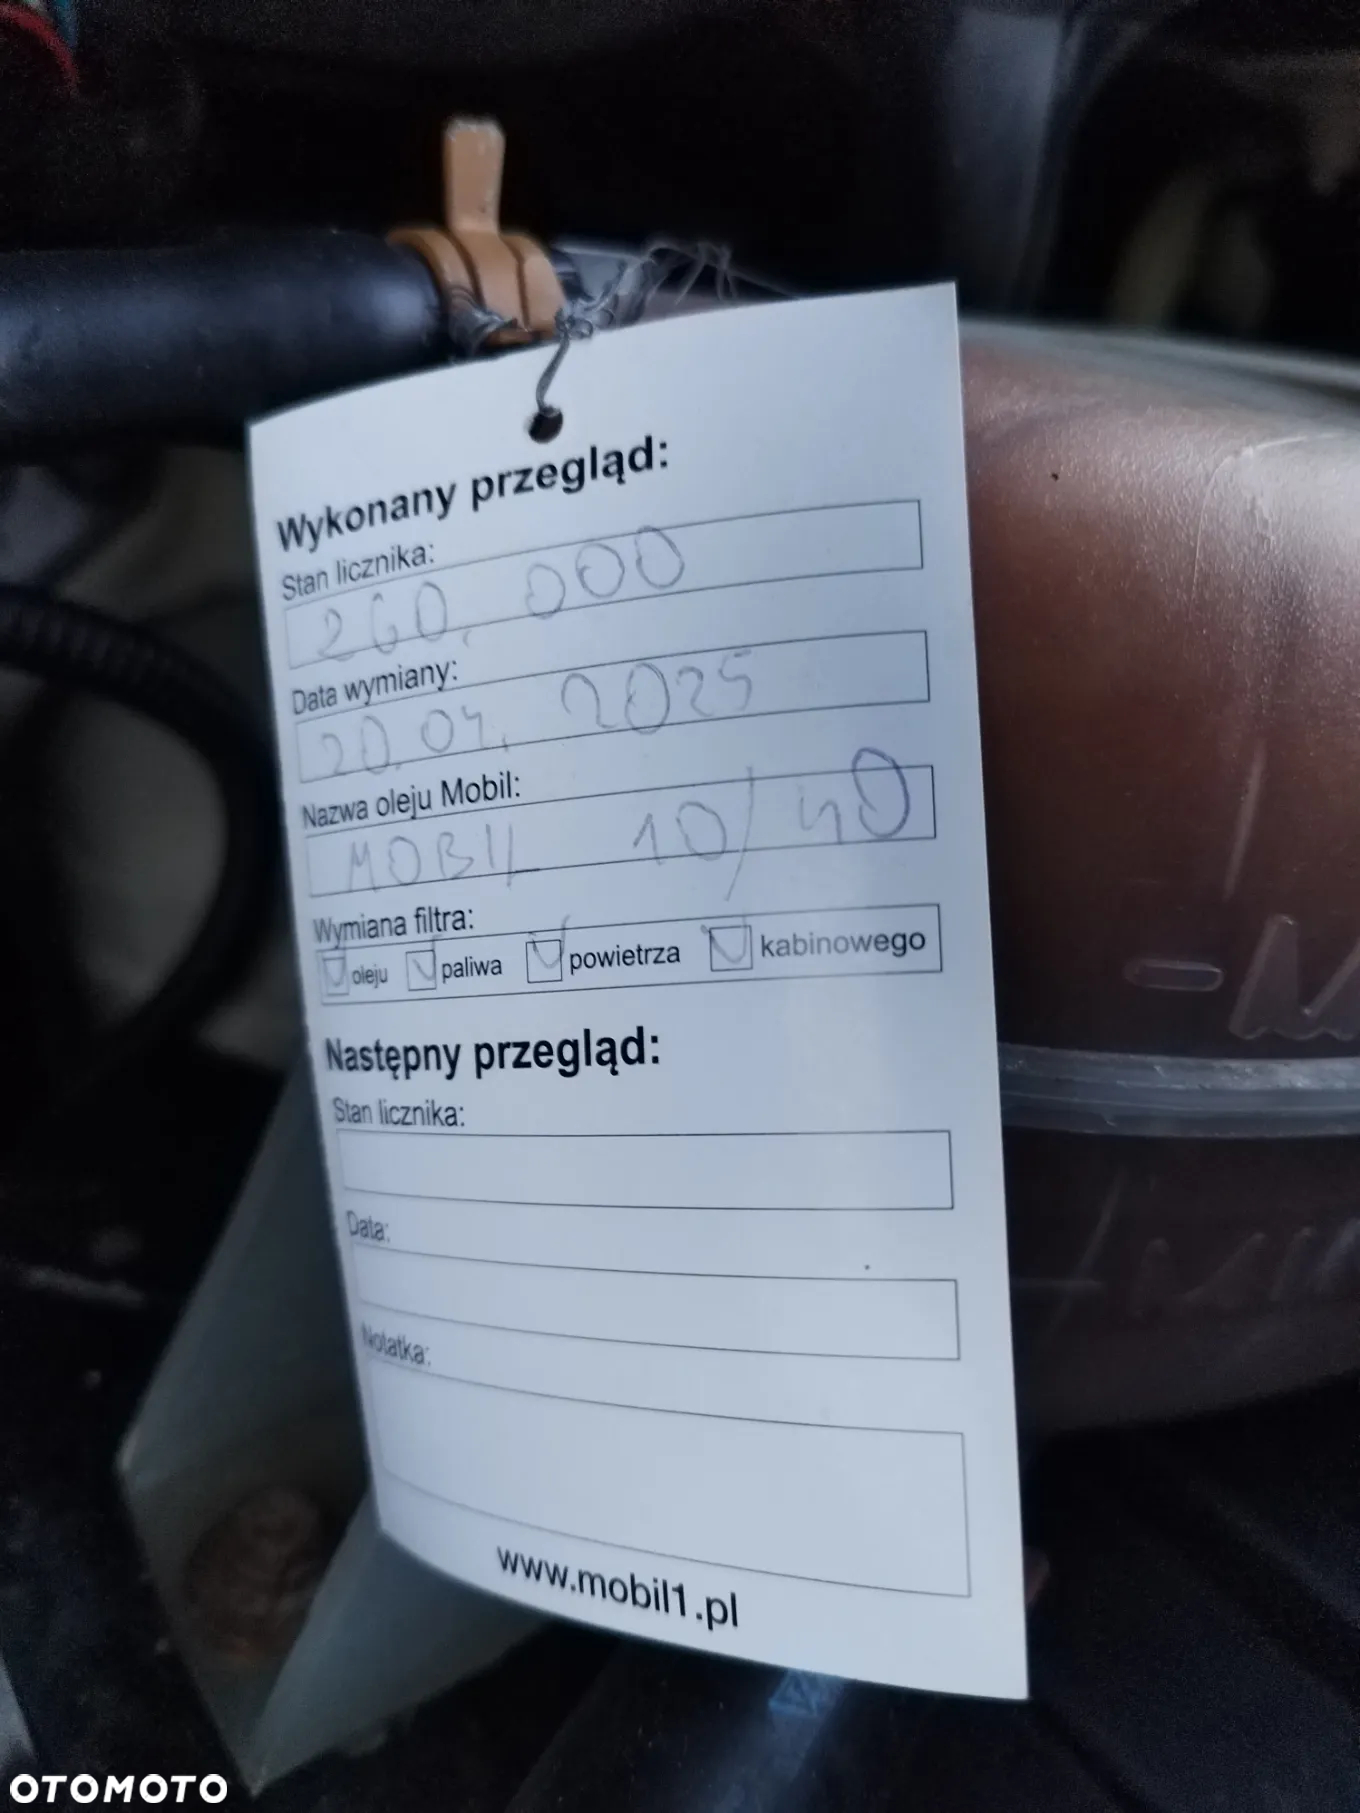 Wykonany przegląd:
Stan licznika:
260.000
Data wymiany:
20.04.2025
Nazwa oleju Mobil:
MOBIL 10/40
Wymiana filtra:
oleju paliwa powietrza kabinowego
Następny przegląd:
Stan licznika:
Data:
Notatka:
www.mobil1.pl
OTOMOTO